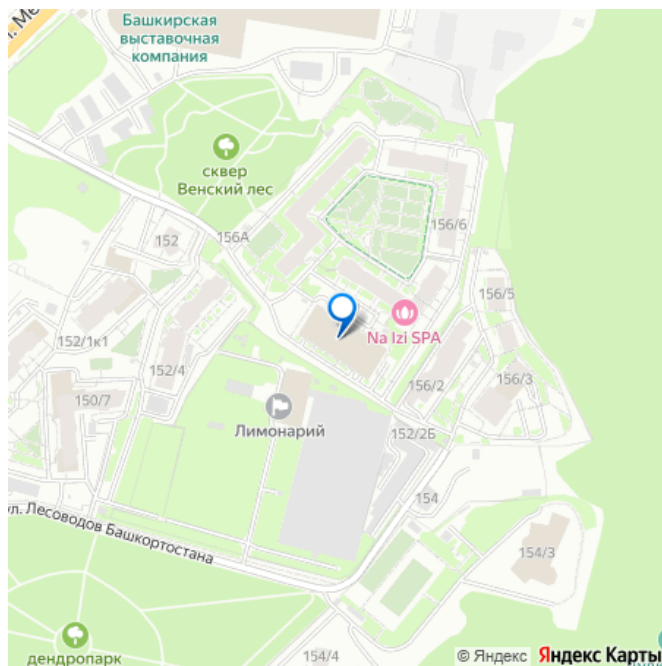 л. Ме
Башкирская
выставочная
компания
сквер
Венский лес
152
156А
156/6
156/5
152/1к1
152/4
Na Izi SPA
150/7
156/2
156/3
Лимонарий
152/2Б
154
ул. Лесоводов Башкортостана
154/3
дендропарк
154/4
© Яндекс Яндекс Карты